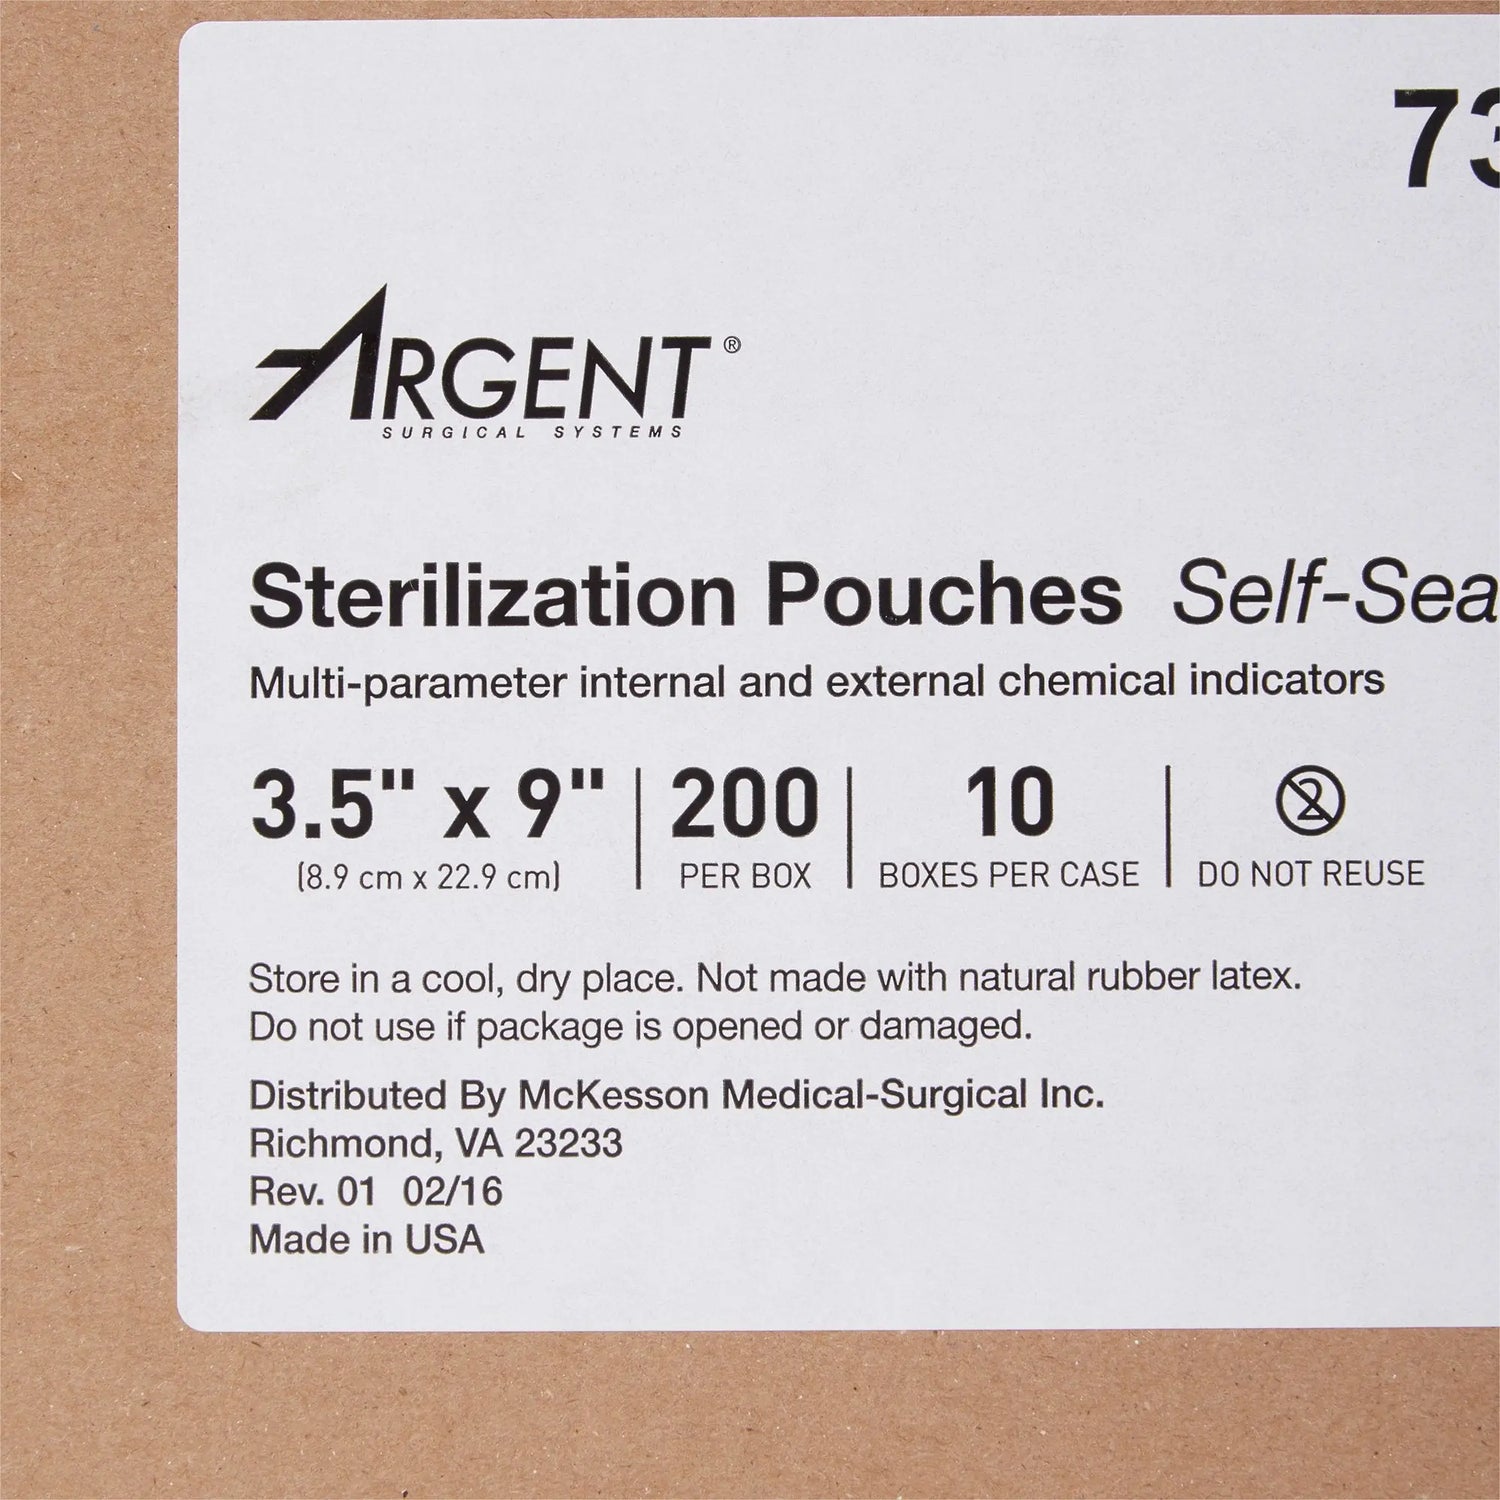 73
ARGENT®
SURGICAL SYSTEMS
Sterilization Pouches Self-Sea
Multi-parameter internal and external chemical indicators
3.5" x 9" | 200 | 10 | 2
(8.9 cm x 22.9 cm) PER BOX BOXES PER CASE DO NOT REUSE
Store in a cool, dry place. Not made with natural rubber latex.
Do not use if package is opened or damaged.
Distributed By McKesson Medical-Surgical Inc.
Richmond, VA 23233
Rev. 01 02/16
Made in USA